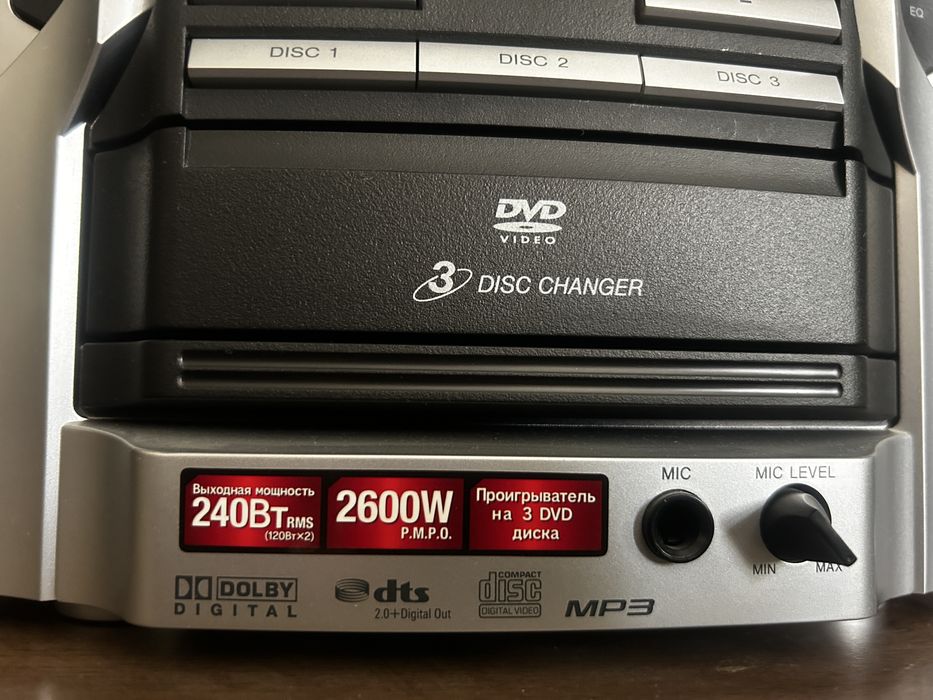 EQ
DISC 1
DISC 2
DISC 3
DVD
VIDEO
3 DISC CHANGER
Выходная мощность
240Вт RMS
(120Вт×2)
2600W
P.M.P.O.
Проигрыватель
на 3 DVD
диска
MIC
MIC LEVEL
MIN
MAX
DOLBY
DIGITAL
dts
2.0+Digital Out
COMPACT
disc
DIGITAL VIDEO
MP3